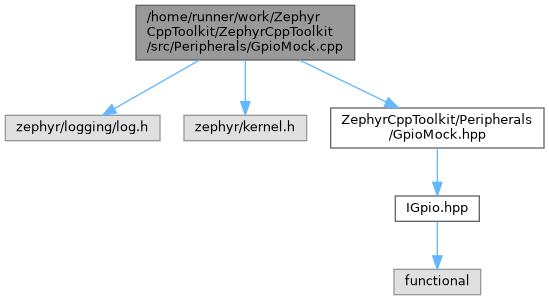 /home/runner/work/Zephyr
CppToolkit/ZephyrCppToolkit
/src/Peripherals/GpioMock.cpp
zephyr/logging/log.h
zephyr/kernel.h
ZephyrCppToolkit/Peripherals
/GpioMock.hpp
IGpio.hpp
functional